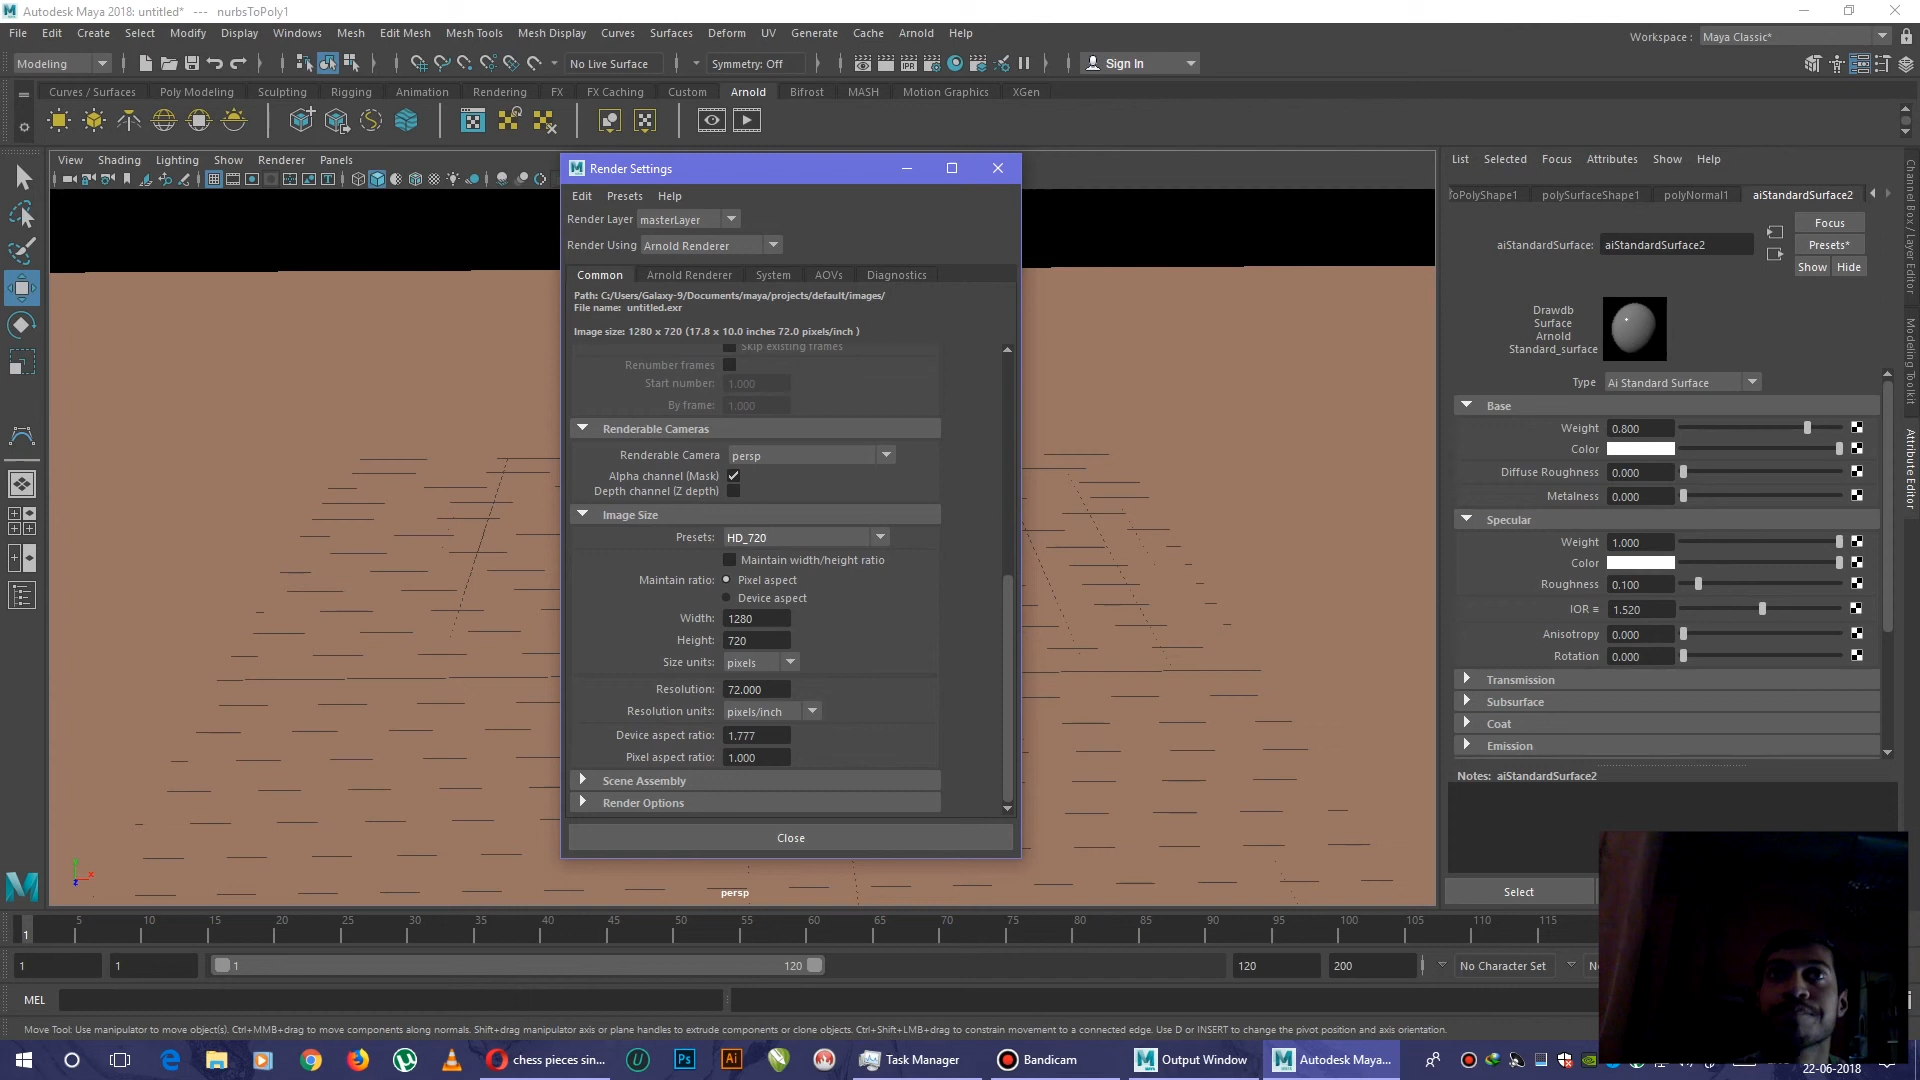 Autodesk Maya 2018: untitled* --- nurbsToPoly1
File Edit Create Select Modify Display Windows Mesh Edit Mesh Mesh Tools Mesh Display Curves Surfaces Deform UV Generate Cache Arnold Help
Workspace : Maya Classic*
Modeling No Live Surface Symmetry: Off Sign In
Curves / Surfaces Poly Modeling Sculpting Rigging Animation Rendering FX FX Caching Custom Arnold Bifrost MASH Motion Graphics XGen
View Shading Lighting Show Renderer Panels
Render Settings
Edit Presets Help
Render Layer masterLayer
Render Using Arnold Renderer
Common Arnold Renderer System AOVs Diagnostics
Path: C:/Users/Galaxy-9/Documents/maya/projects/default/images/
File name: untitled.exr
Image size: 1280 x 720 (17.8 x 10.0 inches 72.0 pixels/inch )
Skip existing frames
Renumber frames
Start number: 1.000
By frame: 1.000
Renderable Cameras
Renderable Camera persp
Alpha channel (Mask)
Depth channel (Z depth)
Image Size
Presets: HD_720
Maintain width/height ratio
Maintain ratio: Pixel aspect
Device aspect
Width: 1280
Height: 720
Size units: pixels
Resolution: 72.000
Resolution units: pixels/inch
Device aspect ratio: 1.777
Pixel aspect ratio: 1.000
Scene Assembly
Render Options
Close
persp
List Selected Focus Attributes Show Help
oPolyShape1 polySurfaceShape1 polyNormal1 aiStandardSurface2
Focus
aiStandardSurface: aiStandardSurface2 Presets*
Show Hide
Drawdb
Surface
Arnold
Standard_surface
Type Ai Standard Surface
Base
Weight 0.800
Color
Diffuse Roughness 0.000
Metalness 0.000
Specular
Weight 1.000
Color
Roughness 0.100
IOR = 1.520
Anisotropy 0.000
Rotation 0.000
Transmission
Subsurface
Coat
Emission
Notes: aiStandardSurface2
Select
Channel Box / Layer Editor
Modeling Toolkit
Attribute Editor
5 10 15 20 25 30 35 40 45 50 55 60 65 70 75 80 85 90 95 100 105 110 115
1
1 1 1 120 120 200 No Character Set
MEL
Move Tool: Use manipulator to move object(s). Ctrl+MMB+drag to move components along normals. Shift+drag manipulator axis or plane handles to extrude components or clone objects. Ctrl+Shift+LMB+drag to constrain movement to a connected edge. Use D or INSERT to change the pivot position and axis orientation.
chess pieces sin... Ps Ai Task Manager Bandicam Output Window Autodesk Maya...
22-06-2018